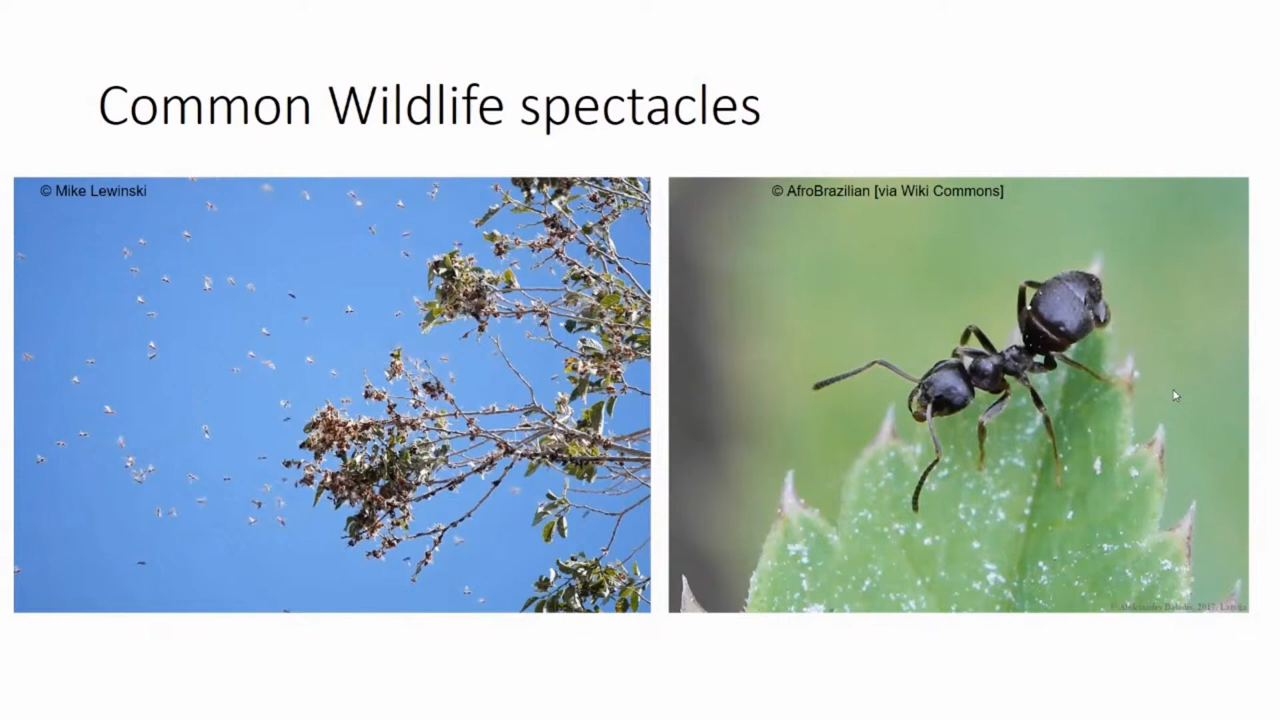 Common Wildlife spectacles
© Mike Lewinski
© AfroBrazilian [via Wiki Commons]